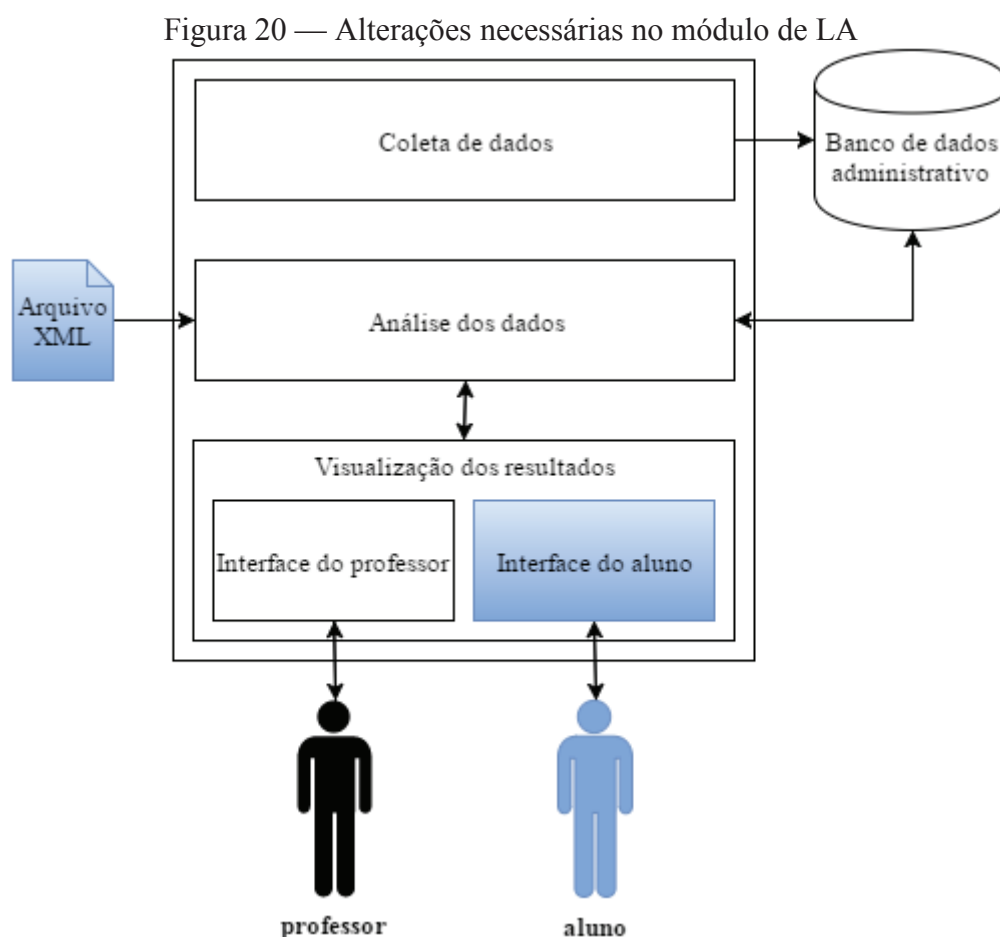 Figura 20 — Alterações necessárias no módulo de LA
Coleta de dados
Banco de dados
administrativo
Arquivo
XML
Análise dos dados
Visualização dos resultados
Interface do professor
Interface do aluno
professor
aluno